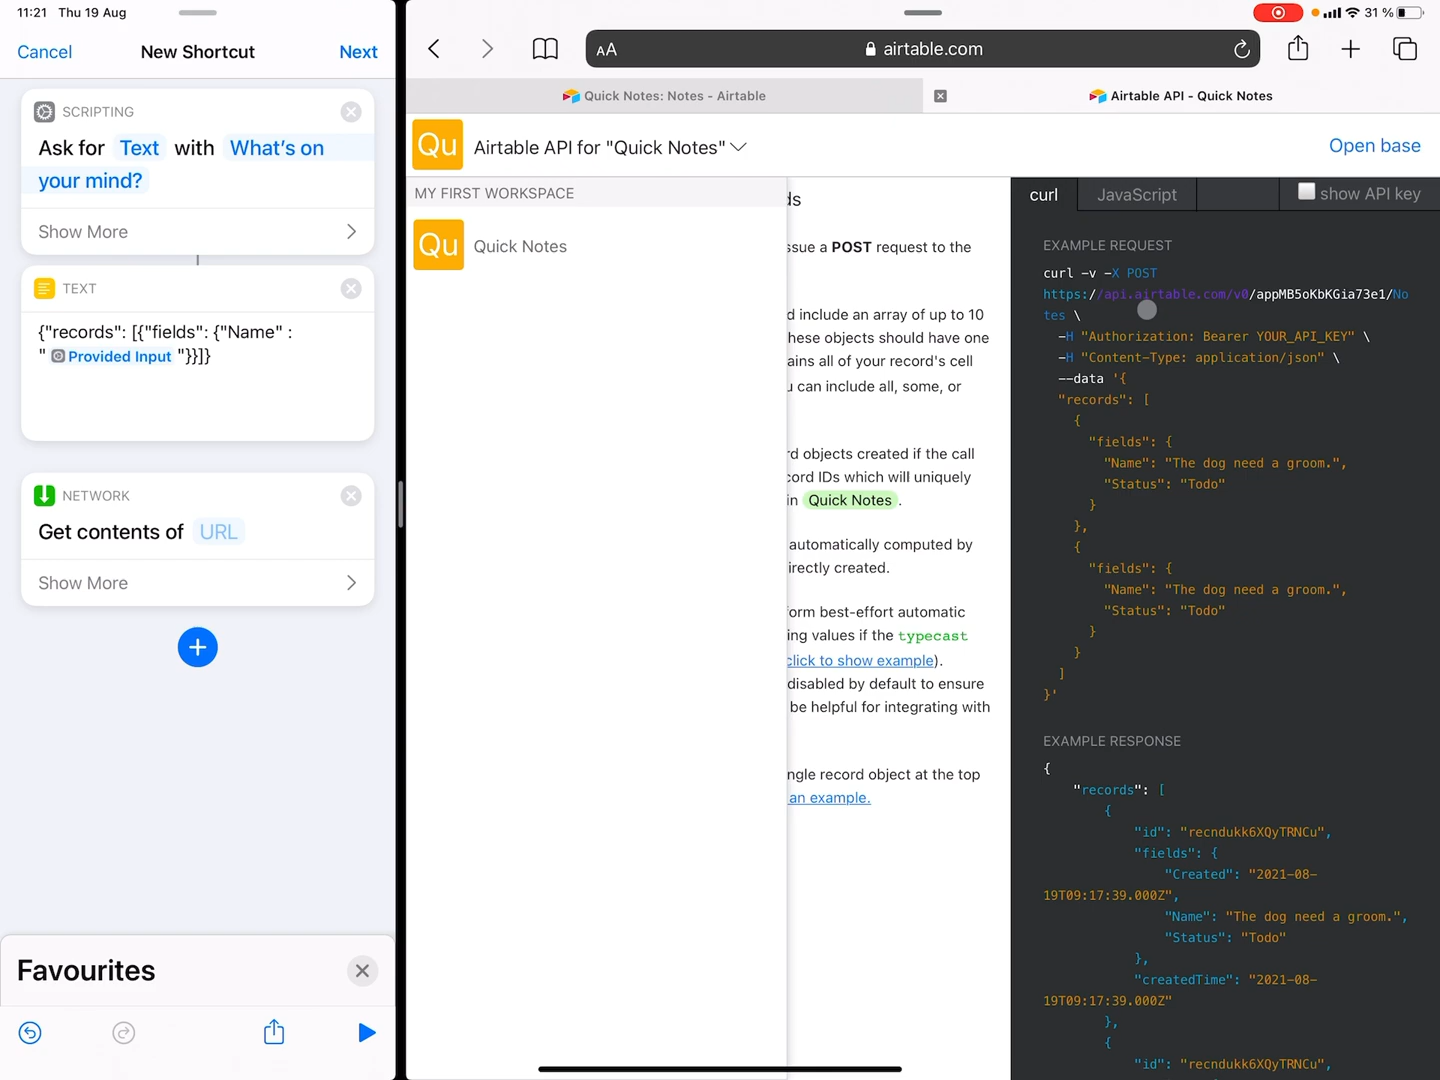 11:21 Thu 19 Aug
31 %
Cancel
New Shortcut
Next
SCRIPTING
Ask for Text with What's on
your mind?
Show More
TEXT
{"records": [{"fields": {"Name" :
" Provided Input "}}]}
NETWORK
Get contents of URL
Show More
Favourites
AA
airtable.com
Quick Notes: Notes - Airtable
Airtable API - Quick Notes
Qu
Airtable API for "Quick Notes"
Open base
MY FIRST WORKSPACE
Qu
Quick Notes
ds
ssue a POST request to the
d include an array of up to 10
hese objects should have one
ains all of your record's cell
u can include all, some, or
rd objects created if the call
cord IDs which will uniquely
in Quick Notes .
automatically computed by
irectly created.
orm best-effort automatic
ing values if the typecast
click to show example).
disabled by default to ensure
be helpful for integrating with
ngle record object at the top
an example.
curl
JavaScript
show API key
EXAMPLE REQUEST
curl -v -X POST
https://api.airtable.com/v0/appMB5oKbKGia73e1/No
tes \
-H "Authorization: Bearer YOUR_API_KEY" \
-H "Content-Type: application/json" \
--data '{
"records": [
{
"fields": {
"Name": "The dog need a groom.",
"Status": "Todo"
}
},
{
"fields": {
"Name": "The dog need a groom.",
"Status": "Todo"
}
}
]
}'
EXAMPLE RESPONSE
{
"records": [
{
"id": "recndukk6XQyTRNCu",
"fields": {
"Created": "2021-08-
19T09:17:39.000Z",
"Name": "The dog need a groom.",
"Status": "Todo"
},
"createdTime": "2021-08-
19T09:17:39.000Z"
},
{
"id": "recndukk6XQyTRNCu",